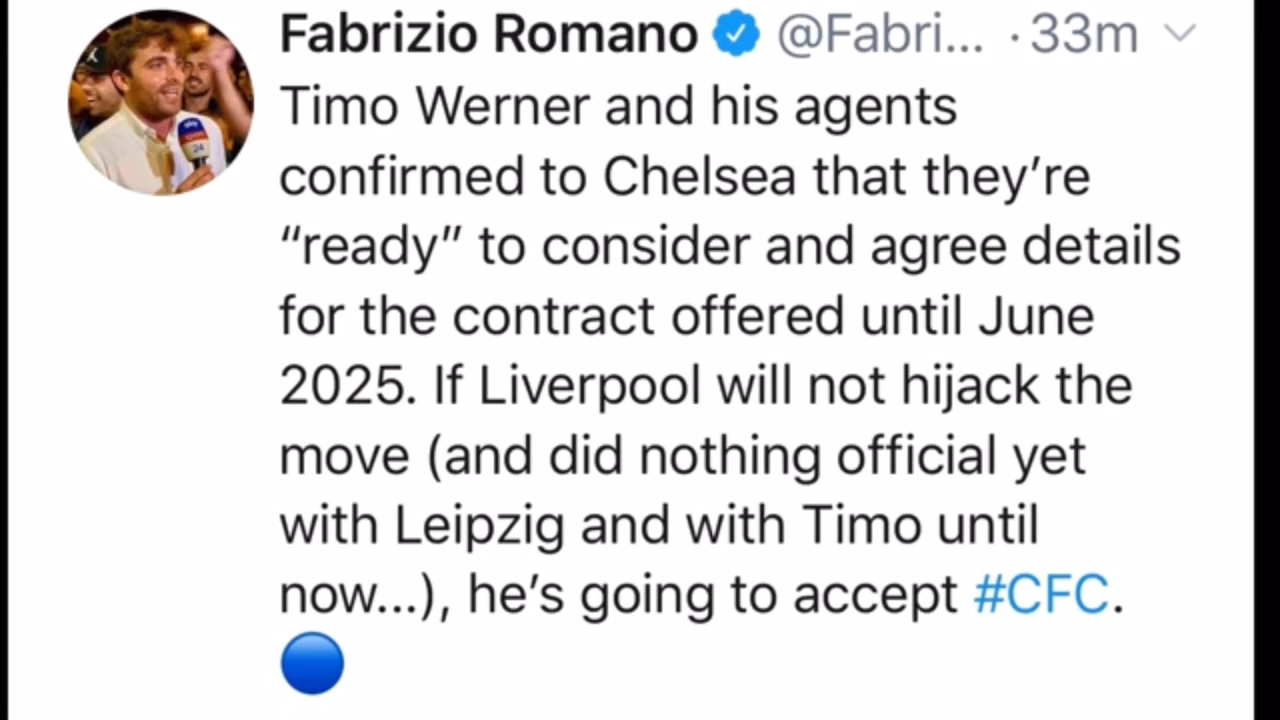 Fabrizio Romano @Fabri... · 33m
Timo Werner and his agents
confirmed to Chelsea that they’re
“ready” to consider and agree details
for the contract offered until June
2025. If Liverpool will not hijack the
move (and did nothing official yet
with Leipzig and with Timo until
now...), he’s going to accept #CFC.
sky
24